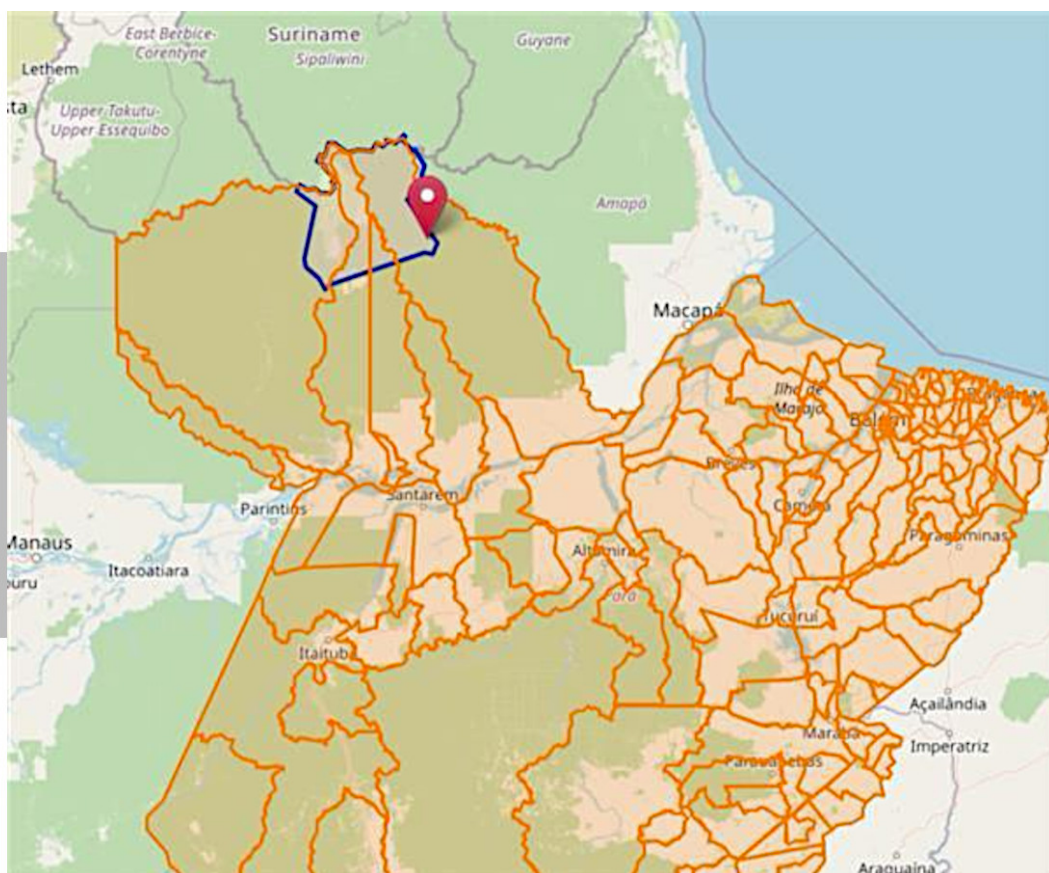 East Berbice-
Corentyne
Suriname
Sipaliwini
Guyane
Lethem
sta
Upper Takutu-
Upper Essequibo
Amapá
Macapá
Ilha de
Marajó
Belém
Breves
Santarém
Parintins
Cametá
Manaus
Paragominas
Altamira
Itacoatiara
Pará
Tucuruí
Itaituba
Açailândia
Marabá
Imperatriz
Parauapebas
Araguaína